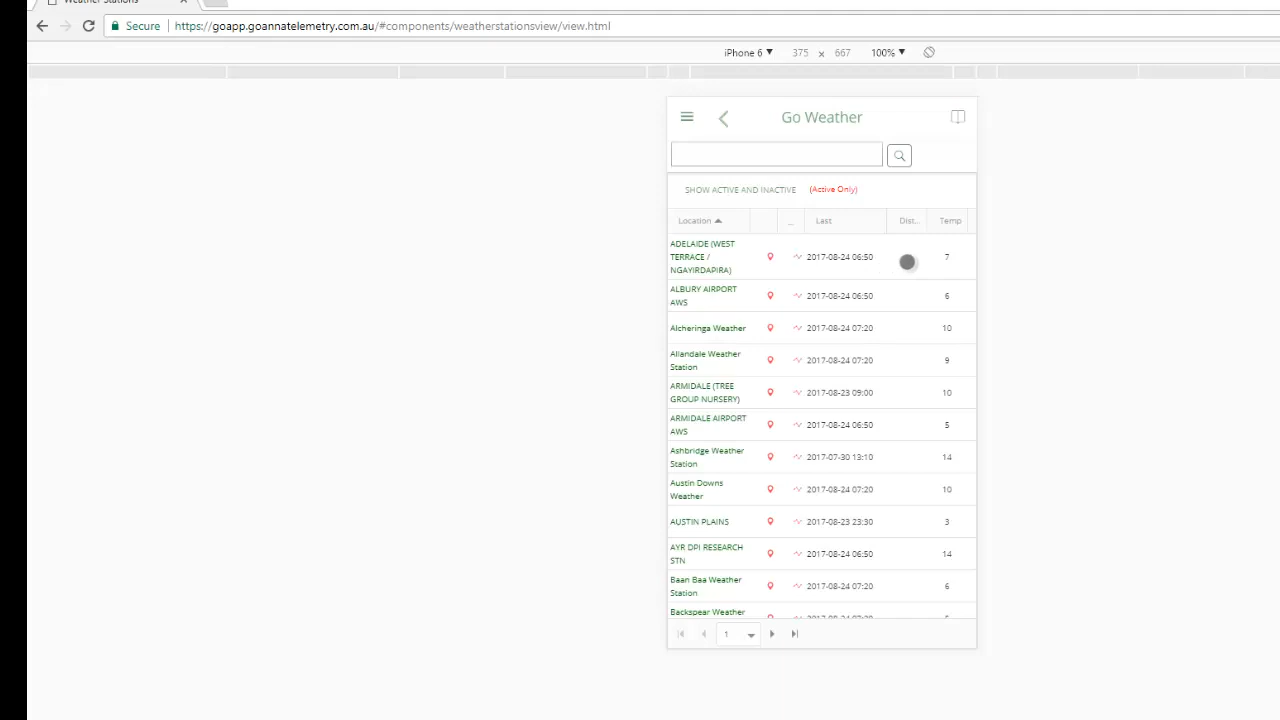 Weather Stations
Secure https://goapp.goannatelemetry.com.au/#components/weatherstationsview/view.html
iPhone 6 375 x 667 100%
Go Weather
SHOW ACTIVE AND INACTIVE (Active Only)
Location ... Last Dist... Temp
ADELAIDE (WEST
TERRACE /
NGAYIRDAPIRA)
2017-08-24 06:50 7
ALBURY AIRPORT
AWS
2017-08-24 06:50 6
Alcheringa Weather 2017-08-24 07:20 10
Allandale Weather
Station
2017-08-24 07:20 9
ARMIDALE (TREE
GROUP NURSERY)
2017-08-23 09:00 10
ARMIDALE AIRPORT
AWS
2017-08-24 06:50 5
Ashbridge Weather
Station
2017-07-30 13:10 14
Austin Downs
Weather
2017-08-24 07:20 10
AUSTIN PLAINS 2017-08-23 23:30 3
AYR DPI RESEARCH
STN
2017-08-24 06:50 14
Baan Baa Weather
Station
2017-08-24 07:20 6
Backspear Weather
1